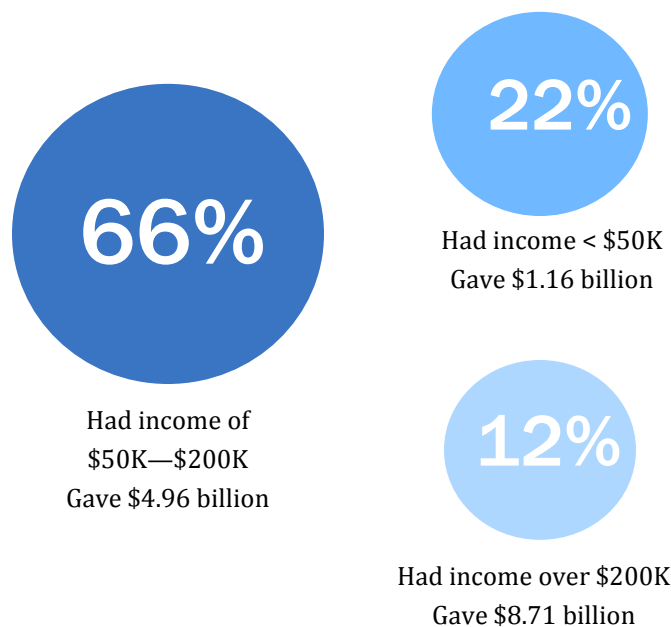 66%
Had income of
$50K—$200K
Gave $4.96 billion
22%
Had income < $50K
Gave $1.16 billion
12%
Had income over $200K
Gave $8.71 billion